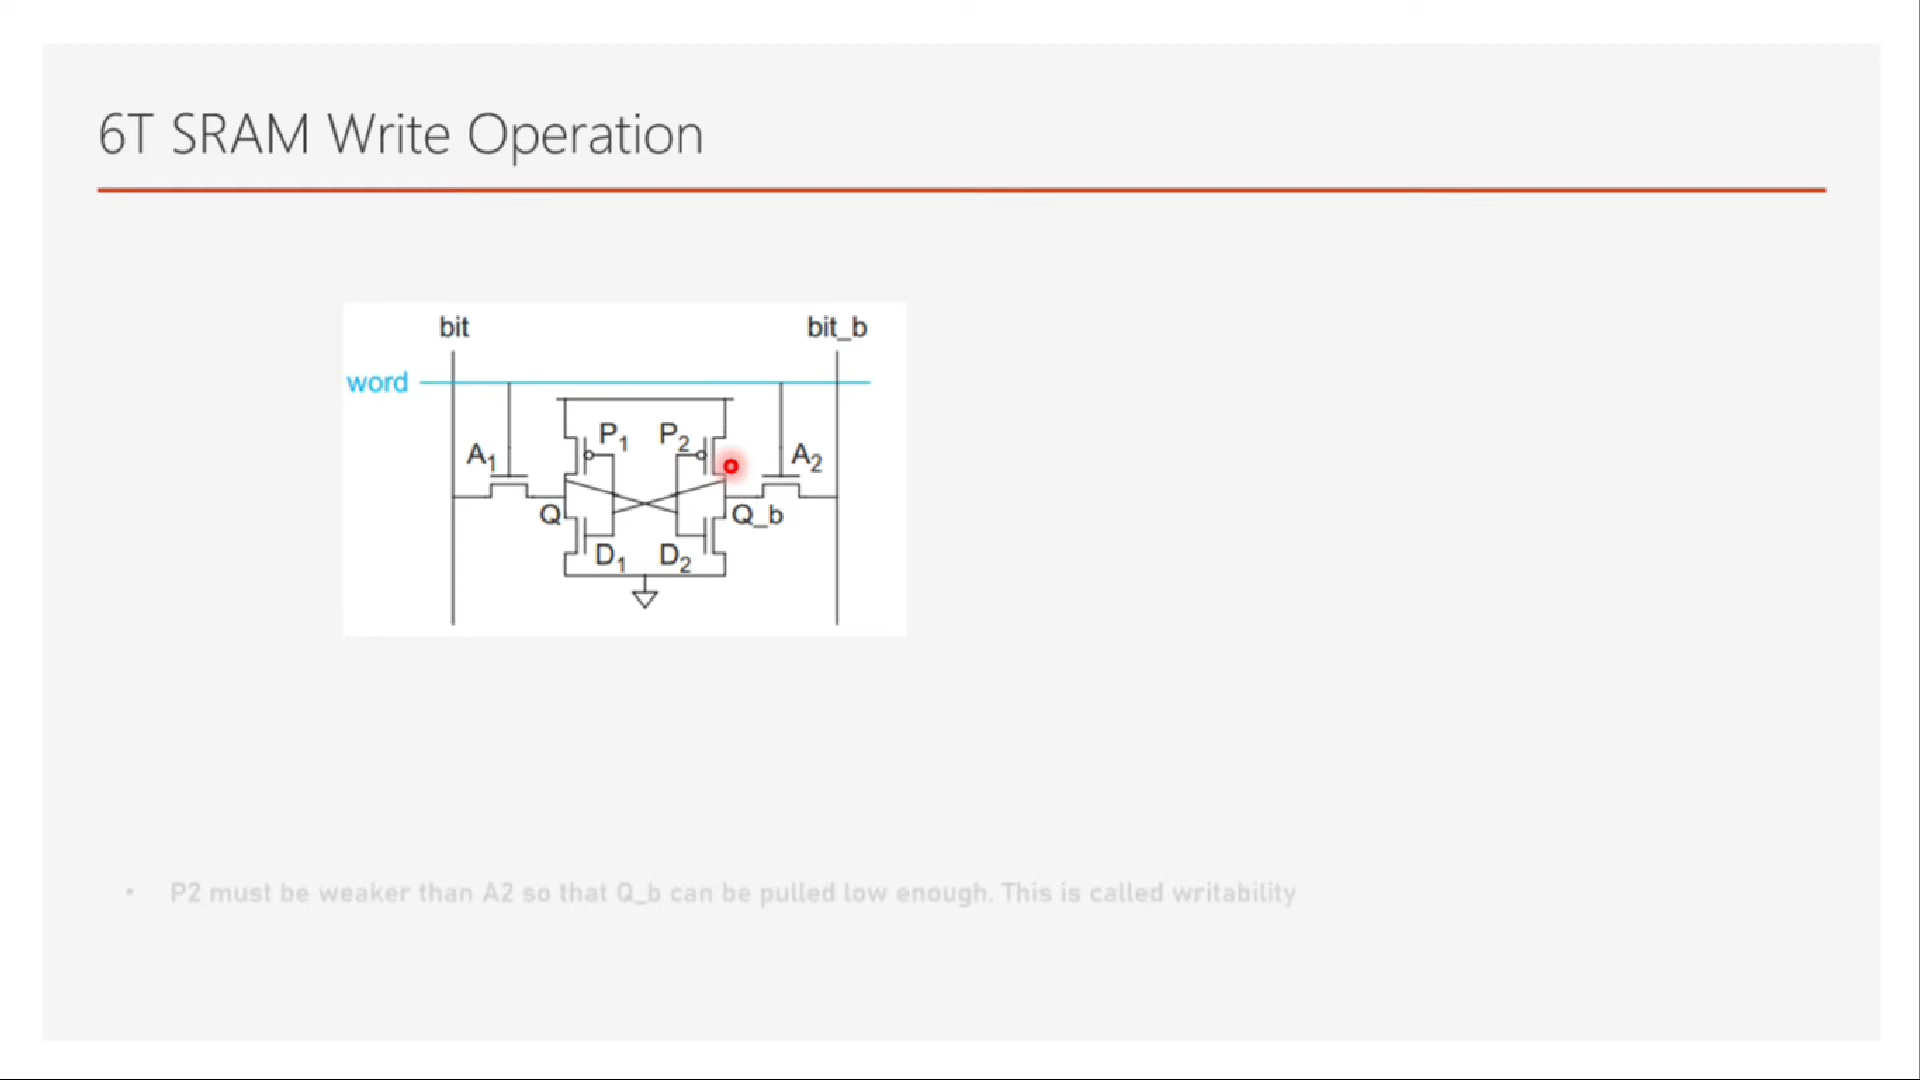 6T SRAM Write Operation
bit
bit_b
word
P1
P2
A1
A2
Q
Q_b
D1
D2
• P2 must be weaker than A2 so that Q_b can be pulled low enough. This is called writability